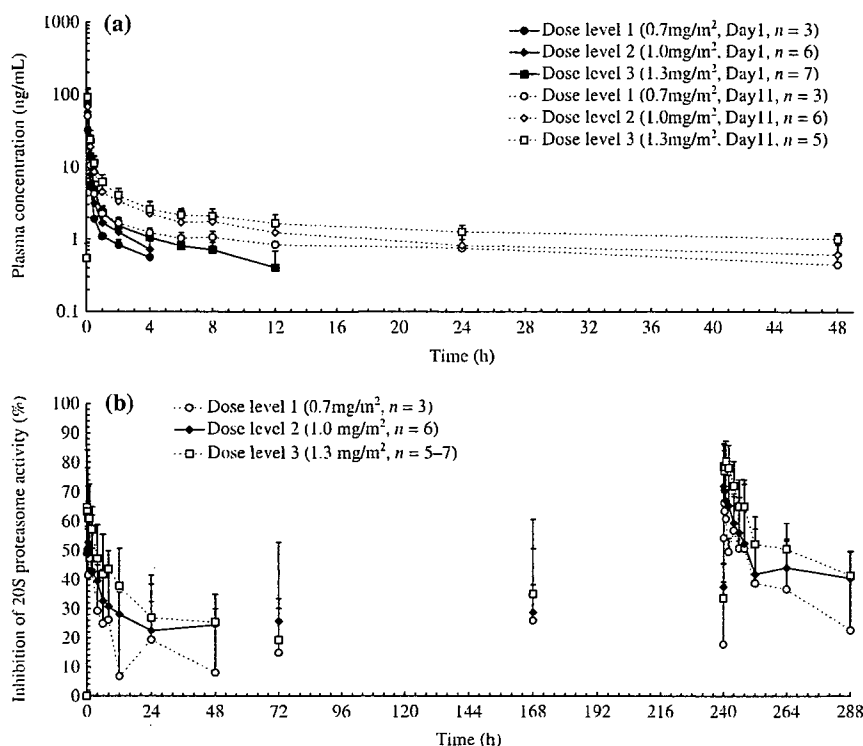 (a)
Plasma concentration (ng/mL)
1000
100
10
1
0.1
Dose level 1 (0.7mg/m², Day1, n = 3)
Dose level 2 (1.0mg/m², Day1, n = 6)
Dose level 3 (1.3mg/m², Day1, n = 7)
Dose level 1 (0.7mg/m², Day11, n = 3)
Dose level 2 (1.0mg/m², Day11, n = 6)
Dose level 3 (1.3mg/m², Day11, n = 5)
0 4 8 12 16 20 24 28 32 36 40 44 48
Time (h)
(b)
Inhibition of 20S proteasome activity (%)
100
90
80
70
60
50
40
30
20
10
0
Dose level 1 (0.7mg/m², n = 3)
Dose level 2 (1.0 mg/m², n = 6)
Dose level 3 (1.3 mg/m², n = 5–7)
0 24 48 72 96 120 144 168 192 216 240 264 288
Time (h)